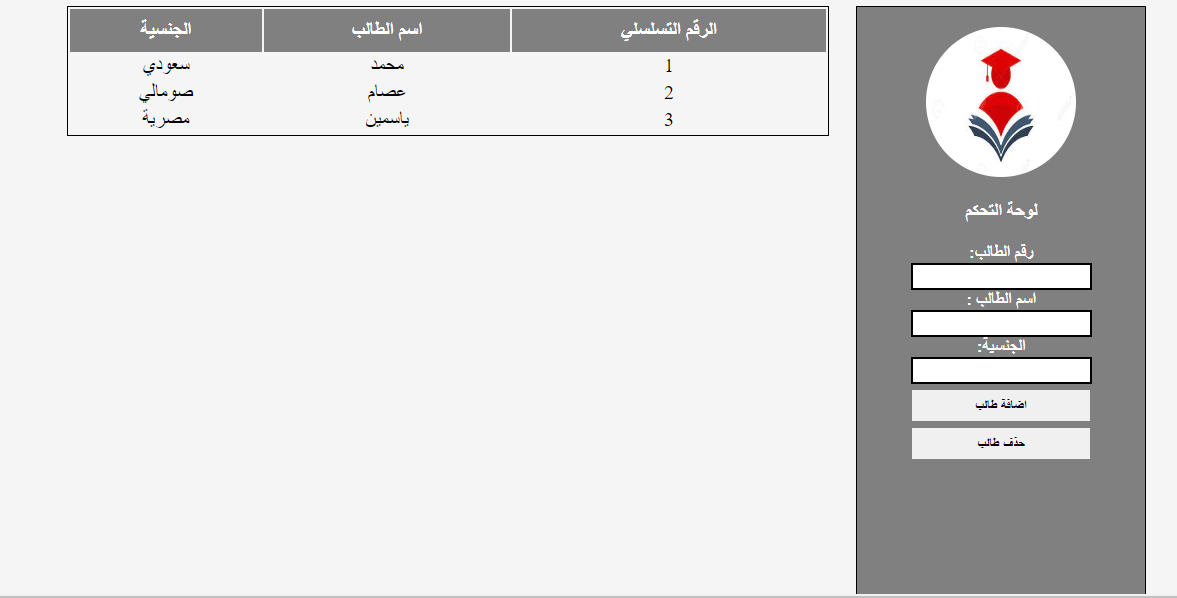 الرقم التسلسلي اسم الطالب الجنسية
1 محمد سعودي
2 عصام صومالي
3 ياسمين مصرية
لوحة التحكم
رقم الطالب:
اسم الطالب :
الجنسية:
اضافة طالب
حذف طالب